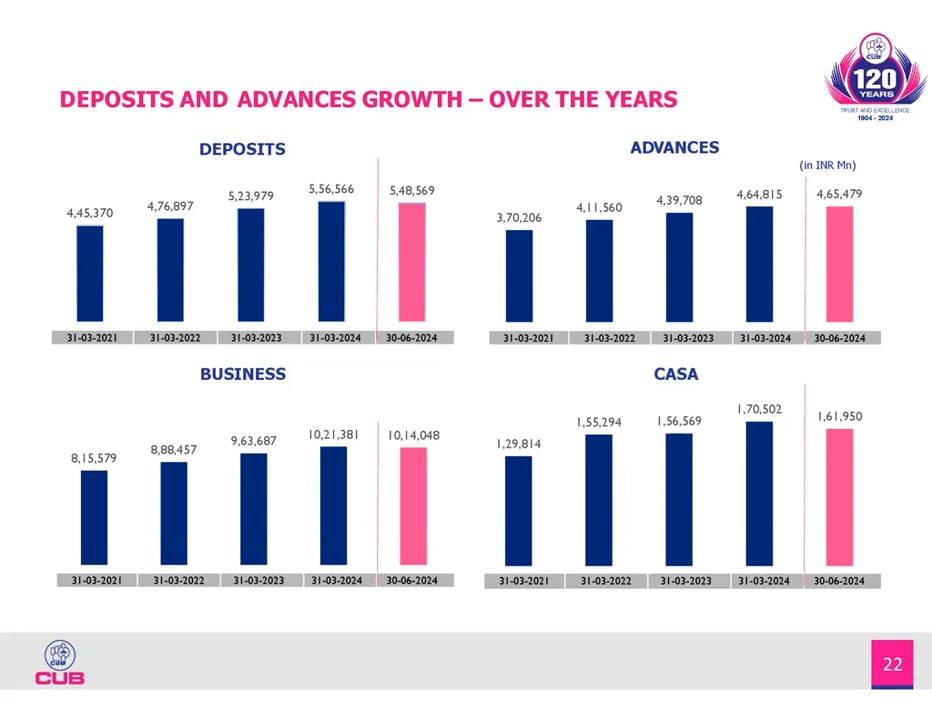 CUB
120
YEARS
TRUST AND EXCELLENCE
1904 - 2024
DEPOSITS AND ADVANCES GROWTH – OVER THE YEARS
DEPOSITS
4,45,370 4,76,897 5,23,979 5,56,566 5,48,569
31-03-2021 31-03-2022 31-03-2023 31-03-2024 30-06-2024
ADVANCES
(in INR Mn)
3,70,206 4,11,560 4,39,708 4,64,815 4,65,479
31-03-2021 31-03-2022 31-03-2023 31-03-2024 30-06-2024
BUSINESS
8,15,579 8,88,457 9,63,687 10,21,381 10,14,048
31-03-2021 31-03-2022 31-03-2023 31-03-2024 30-06-2024
CASA
1,29,814 1,55,294 1,56,569 1,70,502 1,61,950
31-03-2021 31-03-2022 31-03-2023 31-03-2024 30-06-2024
CUB
CUB
22